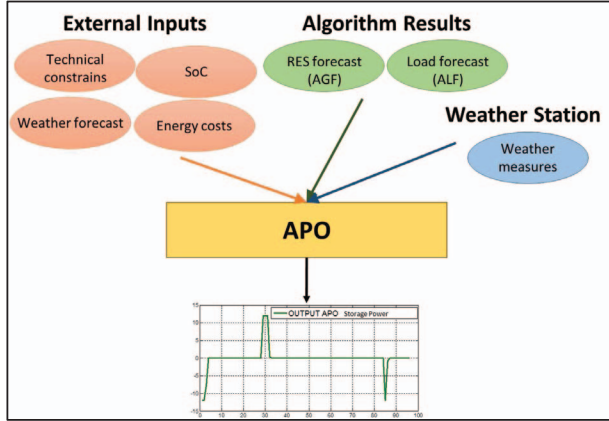 External Inputs
Algorithm Results
Technical
constrains
SoC
RES forecast
(AGF)
Load forecast
(ALF)
Weather forecast
Energy costs
Weather Station
Weather
measures
APO
OUTPUT APO Storage Power
15
10
5
0
-5
-10
-15
0 10 20 30 40 50 60 70 80 90 100